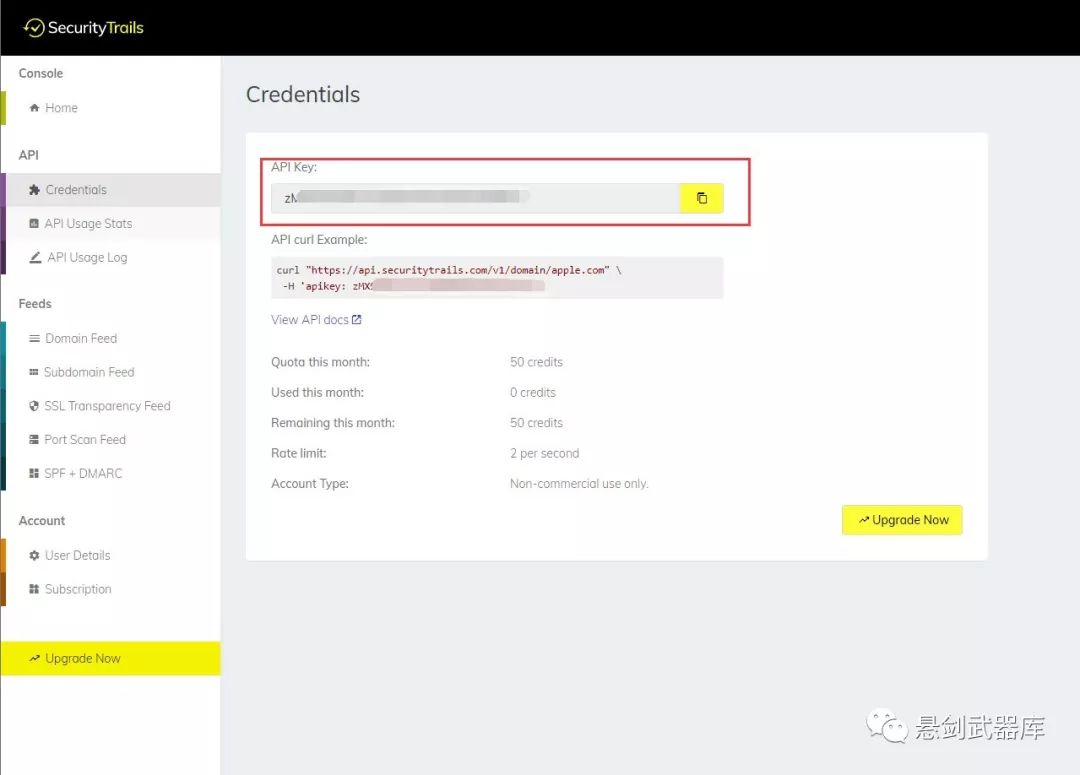 SecurityTrails
Console
Home
API
Credentials
API Usage Stats
API Usage Log
Feeds
Domain Feed
Subdomain Feed
SSL Transparency Feed
Port Scan Feed
SPF + DMARC
Account
User Details
Subscription
Upgrade Now
Credentials
API Key:
API curl Example:
curl "https://api.securitytrails.com/v1/domain/apple.com" \
-H 'apikey:
View API docs
Quota this month: 50 credits
Used this month: 0 credits
Remaining this month: 50 credits
Rate limit: 2 per second
Account Type: Non-commercial use only.
Upgrade Now
悬剑武器库